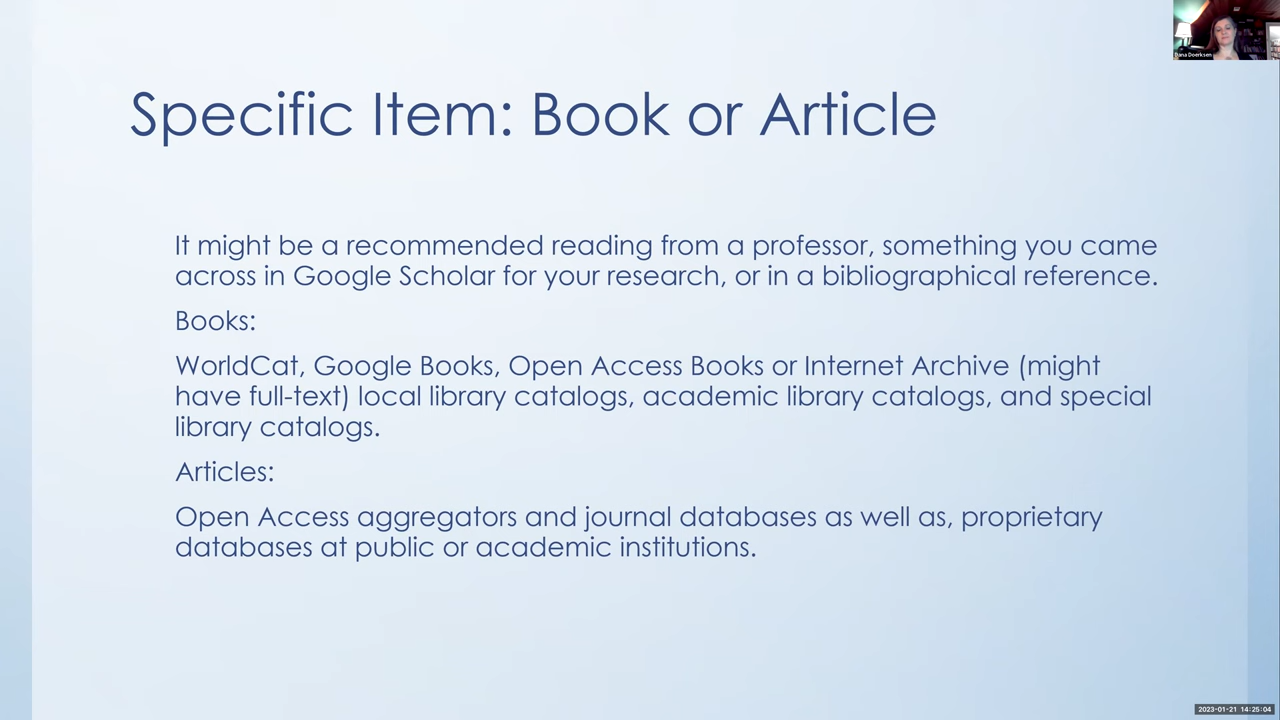 Specific Item: Book or Article
It might be a recommended reading from a professor, something you came
across in Google Scholar for your research, or in a bibliographical reference.
Books:
WorldCat, Google Books, Open Access Books or Internet Archive (might
have full-text) local library catalogs, academic library catalogs, and special
library catalogs.
Articles:
Open Access aggregators and journal databases as well as, proprietary
databases at public or academic institutions.
Dana Doerksen
2023-01-21 14:25:04